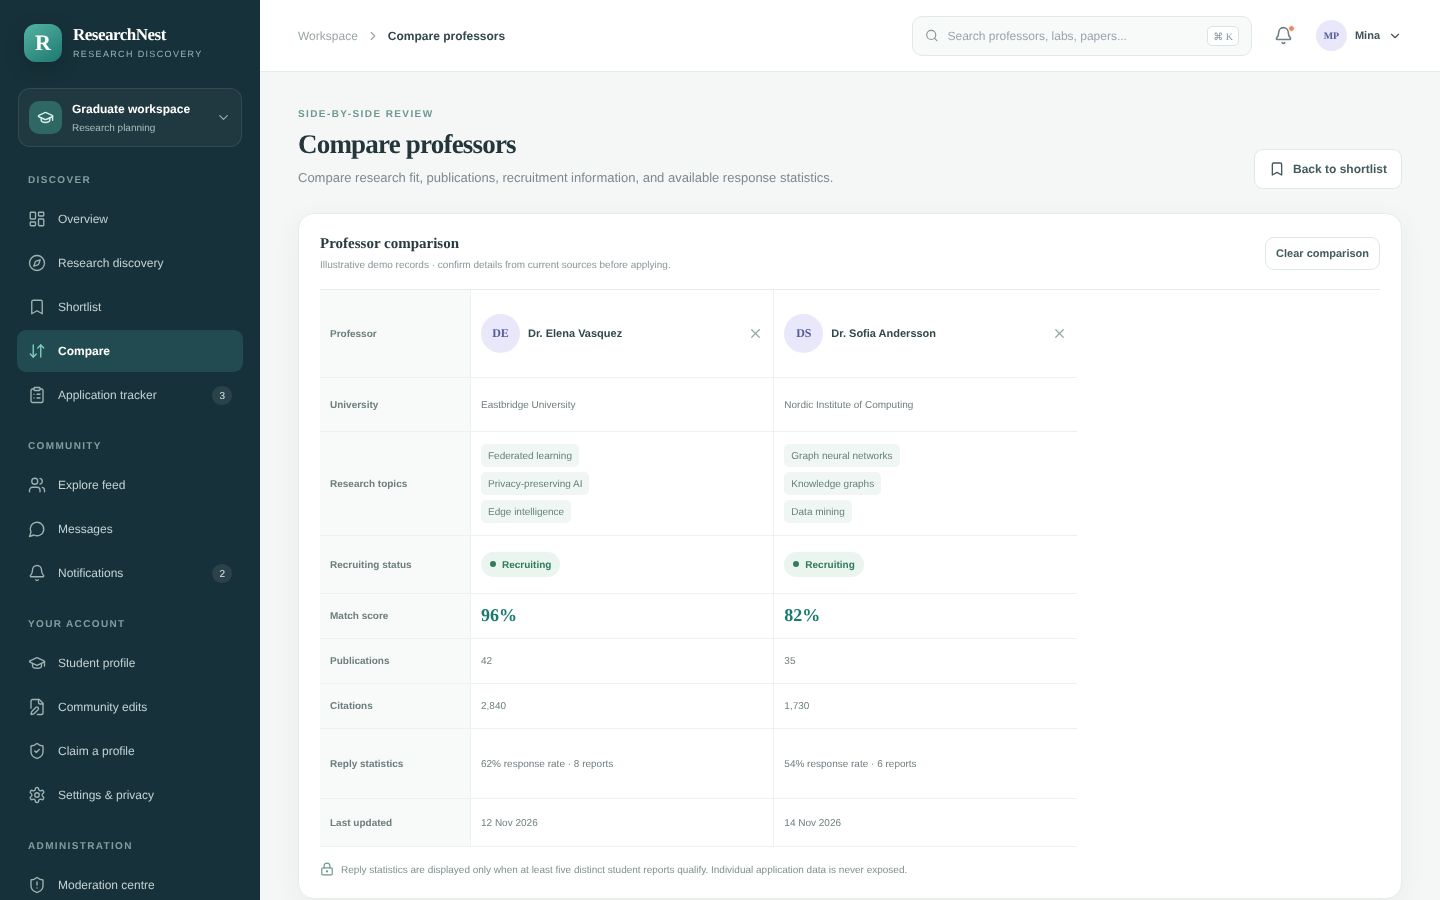 R
ResearchNest
RESEARCH DISCOVERY
Graduate workspace
Research planning
DISCOVER
Overview
Research discovery
Shortlist
Compare
Application tracker 3
COMMUNITY
Explore feed
Messages
Notifications 2
YOUR ACCOUNT
Student profile
Community edits
Claim a profile
Settings & privacy
ADMINISTRATION
Moderation centre
Workspace Compare professors
Search professors, labs, papers... ⌘ K
MP Mina
SIDE-BY-SIDE REVIEW
Compare professors
Compare research fit, publications, recruitment information, and available response statistics.
Back to shortlist
Professor comparison
Illustrative demo records · confirm details from current sources before applying.
Clear comparison
Professor DE Dr. Elena Vasquez DS Dr. Sofia Andersson
University Eastbridge University Nordic Institute of Computing
Research topics
Federated learning Graph neural networks
Privacy-preserving AI Knowledge graphs
Edge intelligence Data mining
Recruiting status Recruiting Recruiting
Match score 96% 82%
Publications 42 35
Citations 2,840 1,730
Reply statistics 62% response rate · 8 reports 54% response rate · 6 reports
Last updated 12 Nov 2026 14 Nov 2026
Reply statistics are displayed only when at least five distinct student reports qualify. Individual application data is never exposed.